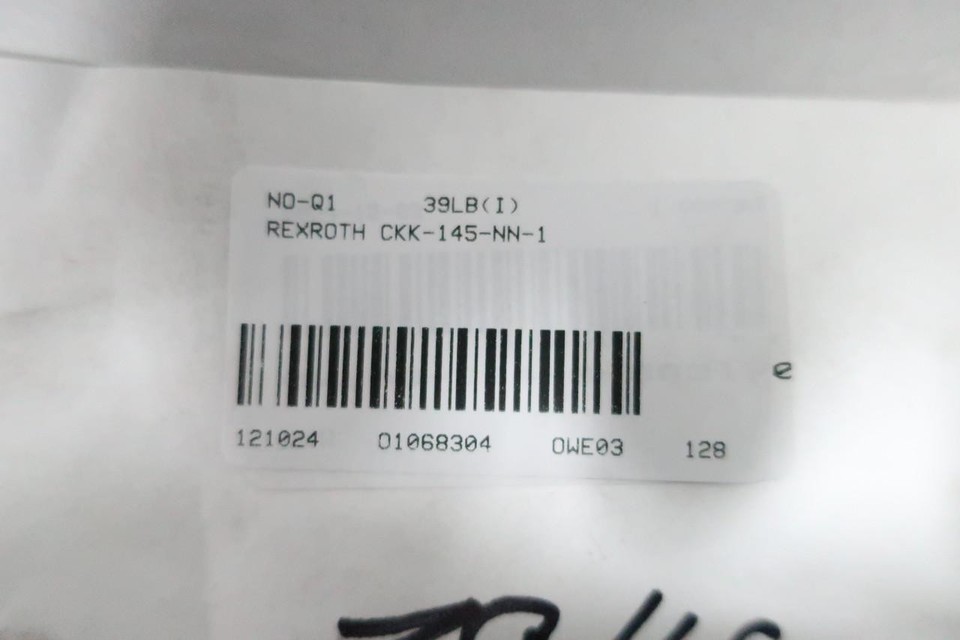 NO-Q1 39LB(I)
REXROTH CKK-145-NN-1
e
121024 01068304 OWE03 128